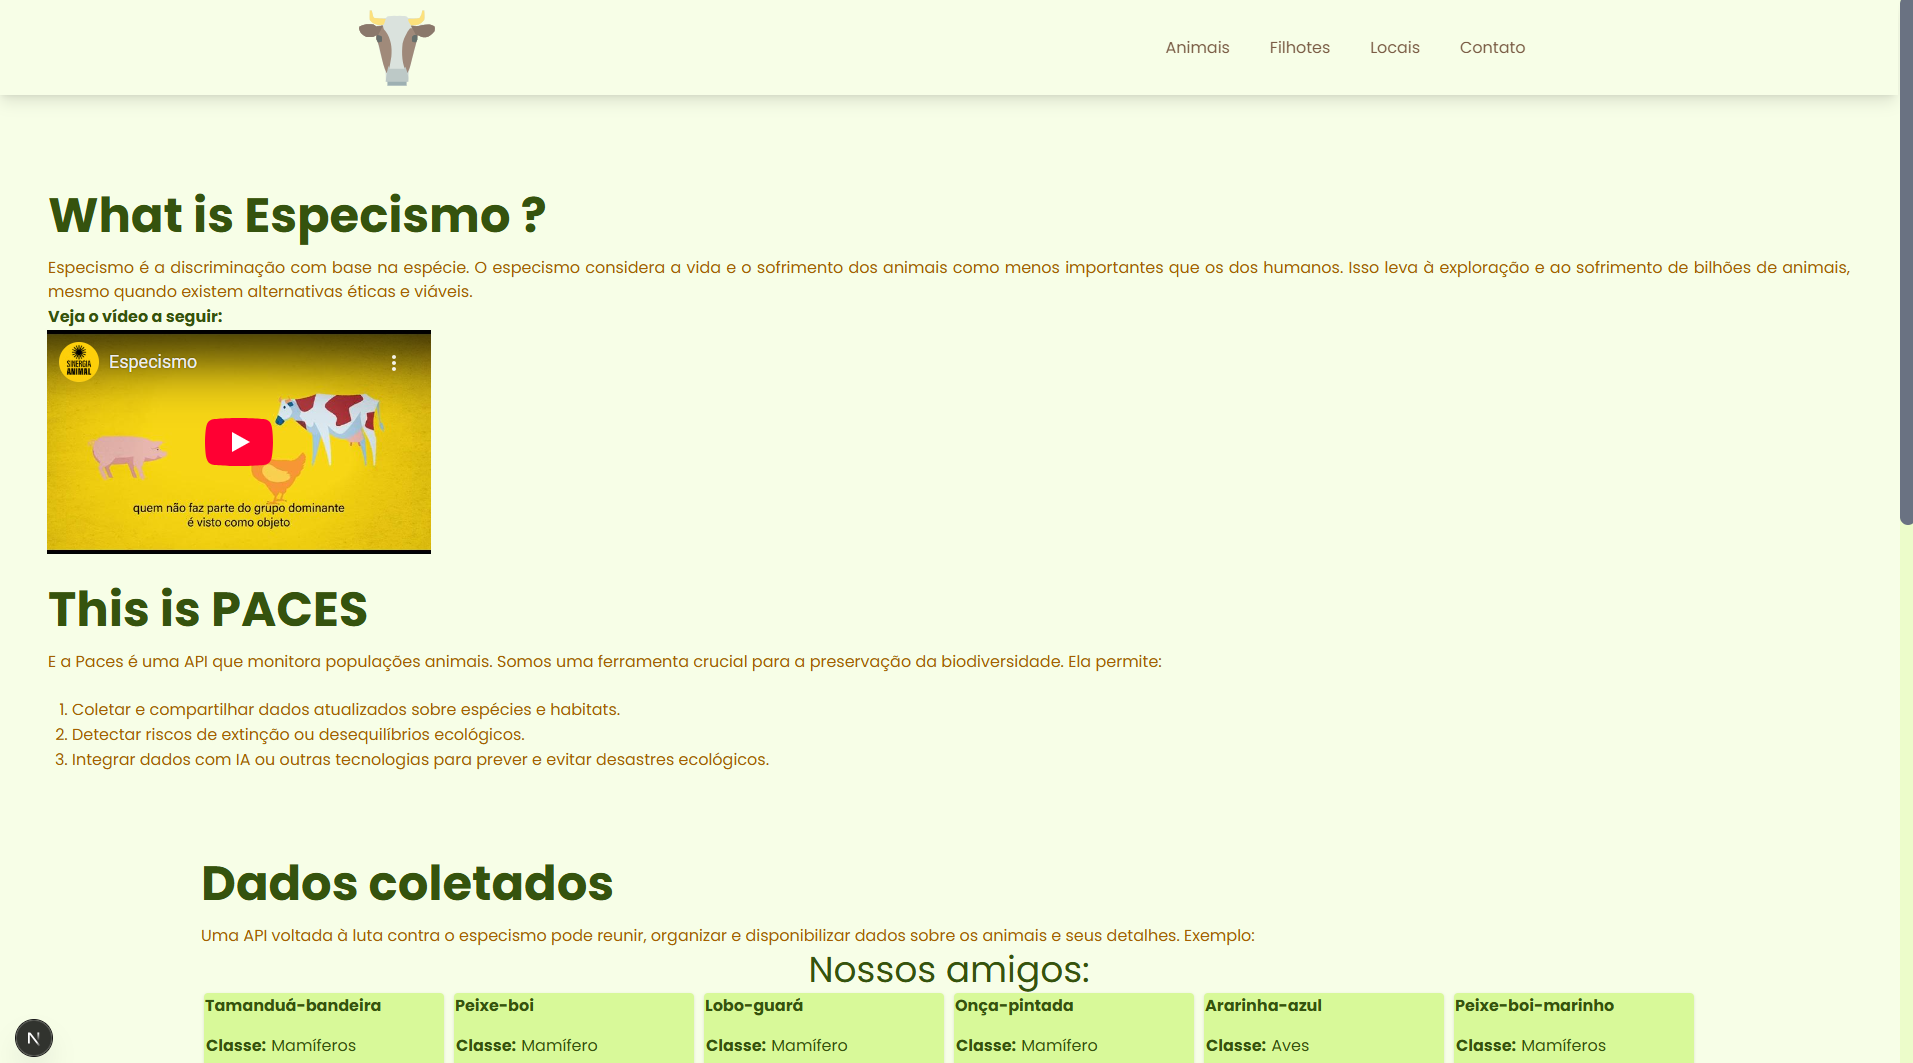 Animais Filhotes Locais Contato
What is Especismo ?
Especismo é a discriminação com base na espécie. O especismo considera a vida e o sofrimento dos animais como menos importantes que os dos humanos. Isso leva à exploração e ao sofrimento de bilhões de animais,
mesmo quando existem alternativas éticas e viáveis.
Veja o vídeo a seguir:
SINERGIA
ANIMAL
Especismo
quem não faz parte do grupo dominante
é visto como objeto
This is PACES
E a Paces é uma API que monitora populações animais. Somos uma ferramenta crucial para a preservação da biodiversidade. Ela permite:
1. Coletar e compartilhar dados atualizados sobre espécies e habitats.
2. Detectar riscos de extinção ou desequilíbrios ecológicos.
3. Integrar dados com IA ou outras tecnologias para prever e evitar desastres ecológicos.
Dados coletados
Uma API voltada à luta contra o especismo pode reunir, organizar e disponibilizar dados sobre os animais e seus detalhes. Exemplo:
Nossos amigos:
Tamanduá-bandeira Peixe-boi Lobo-guará Onça-pintada Ararinha-azul Peixe-boi-marinho
Classe: Mamíferos Classe: Mamífero Classe: Mamífero Classe: Mamífero Classe: Aves Classe: Mamíferos
N